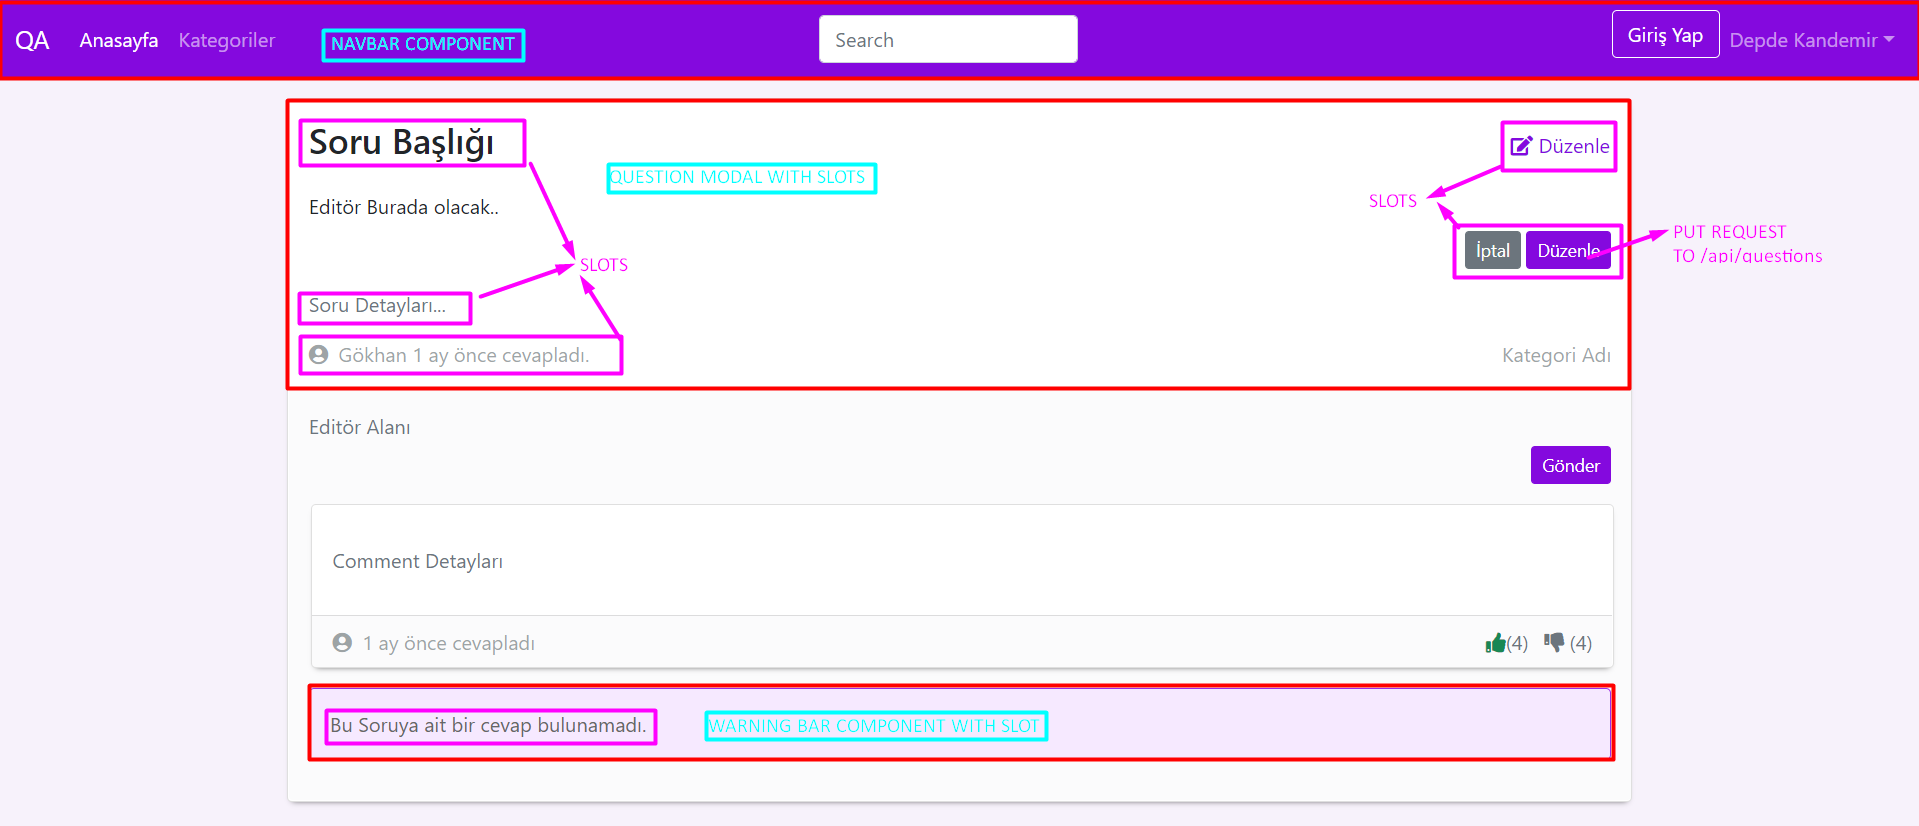 QA Anasayfa Kategoriler NAVBAR COMPONENT Search Giriş Yap Depde Kandemir
Soru Başlığı
Düzenle
QUESTION MODAL WITH SLOTS
SLOTS
Editör Burada olacak..
İptal Düzenle
PUT REQUEST
TO /api/questions
SLOTS
Soru Detayları...
Gökhan 1 ay önce cevapladı.
Kategori Adı
Editör Alanı
Gönder
Comment Detayları
1 ay önce cevapladı
(4) (4)
Bu Soruya ait bir cevap bulunamadı.
WARNING BAR COMPONENT WITH SLOT